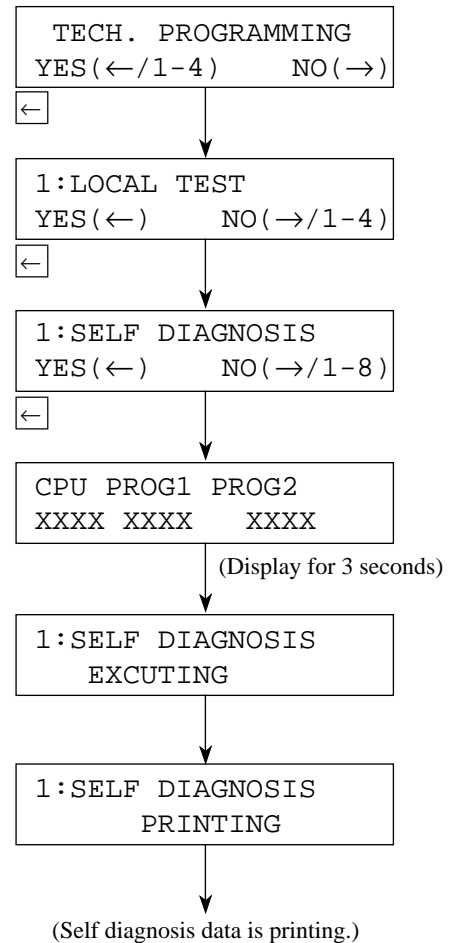 TECH. PROGRAMMING
YES(←/1-4) NO(→)
←
1:LOCAL TEST
YES(←) NO(→/1-4)
←
1:SELF DIAGNOSIS
YES(←) NO(→/1-8)
←
CPU PROG1 PROG2
XXXX XXXX XXXX
(Display for 3 seconds)
1:SELF DIAGNOSIS
EXCUTING
1:SELF DIAGNOSIS
PRINTING
(Self diagnosis data is printing.)